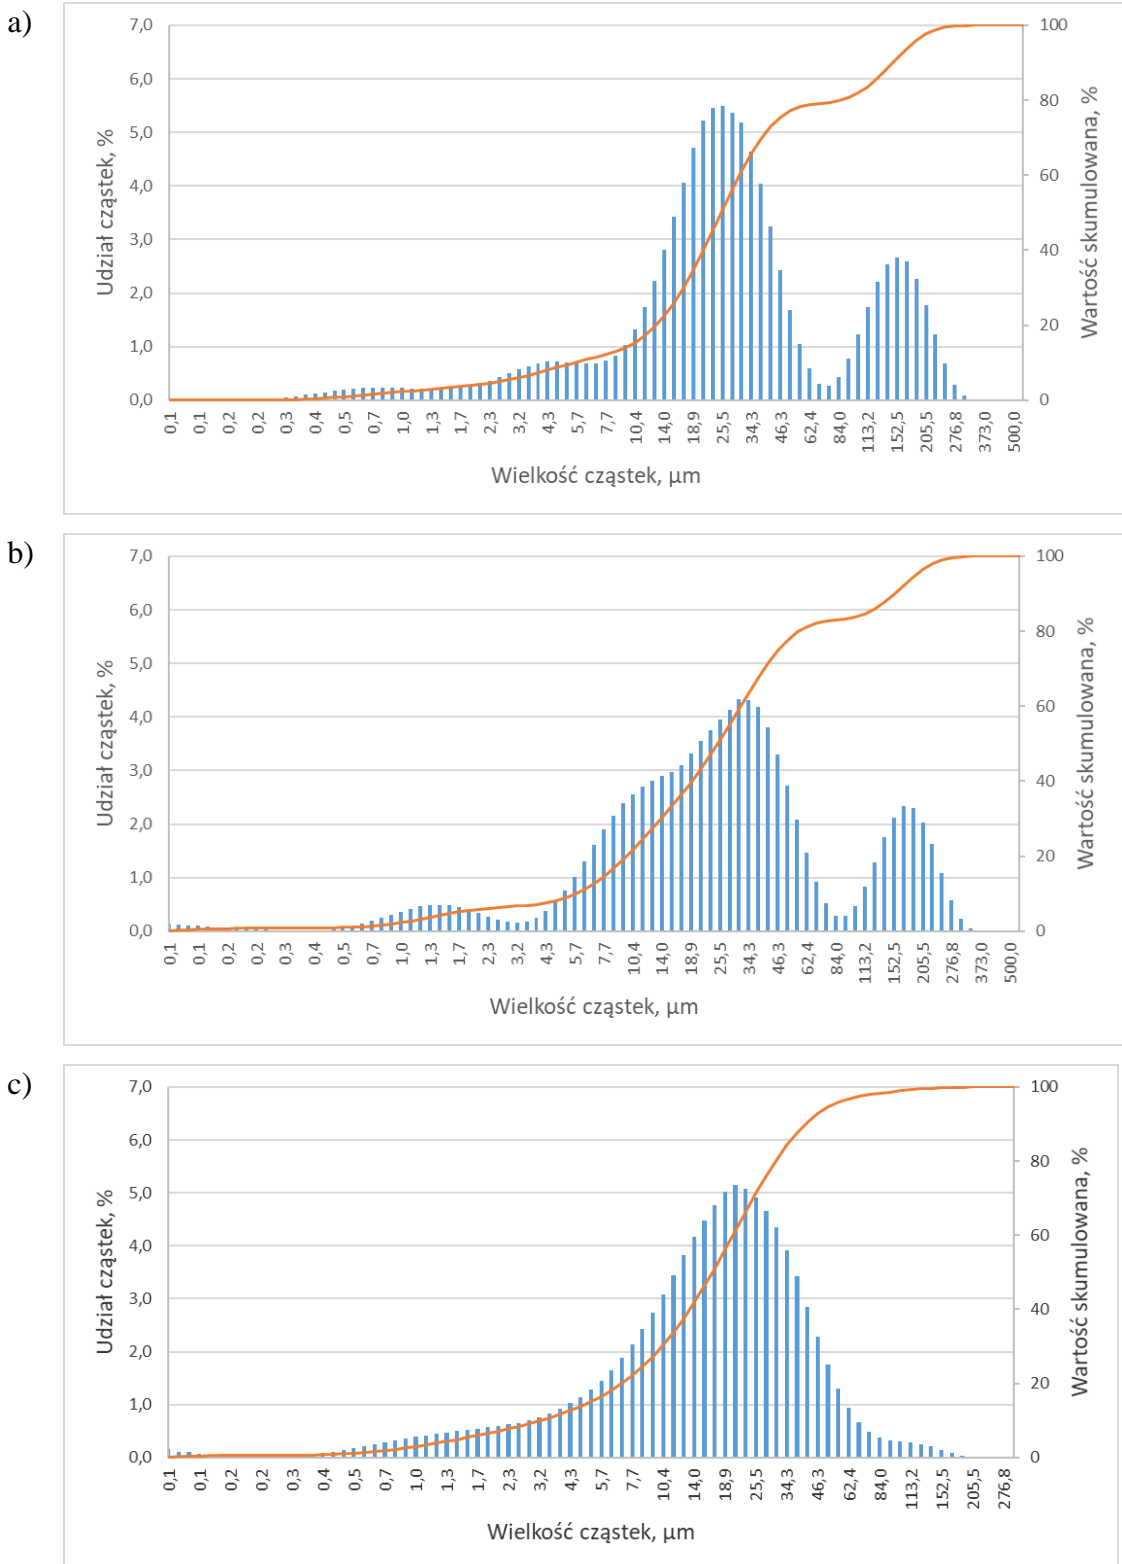 a)
7,0
6,0
5,0
4,0
3,0
2,0
1,0
0,0
Udział cząstek, %
100
80
60
40
20
0
Wartość skumulowana, %
0,1 0,1 0,2 0,2 0,3 0,4 0,5 0,7 1,0 1,3 1,7 2,3 3,2 4,3 5,7 7,7 10,4 14,0 18,9 25,5 34,3 46,3 62,4 84,0 113,2 152,5 205,5 276,8 373,0 500,0
Wielkość cząstek, µm
b)
7,0
6,0
5,0
4,0
3,0
2,0
1,0
0,0
Udział cząstek, %
100
80
60
40
20
0
Wartość skumulowana, %
0,1 0,1 0,2 0,2 0,3 0,4 0,5 0,7 1,0 1,3 1,7 2,3 3,2 4,3 5,7 7,7 10,4 14,0 18,9 25,5 34,3 46,3 62,4 84,0 113,2 152,5 205,5 276,8 373,0 500,0
Wielkość cząstek, µm
c)
7,0
6,0
5,0
4,0
3,0
2,0
1,0
0,0
Udział cząstek, %
100
80
60
40
20
0
Wartość skumulowana, %
0,1 0,1 0,2 0,2 0,3 0,4 0,5 0,7 1,0 1,3 1,7 2,3 3,2 4,3 5,7 7,7 10,4 14,0 18,9 25,5 34,3 46,3 62,4 84,0 113,2 152,5 205,5 276,8
Wielkość cząstek, µm